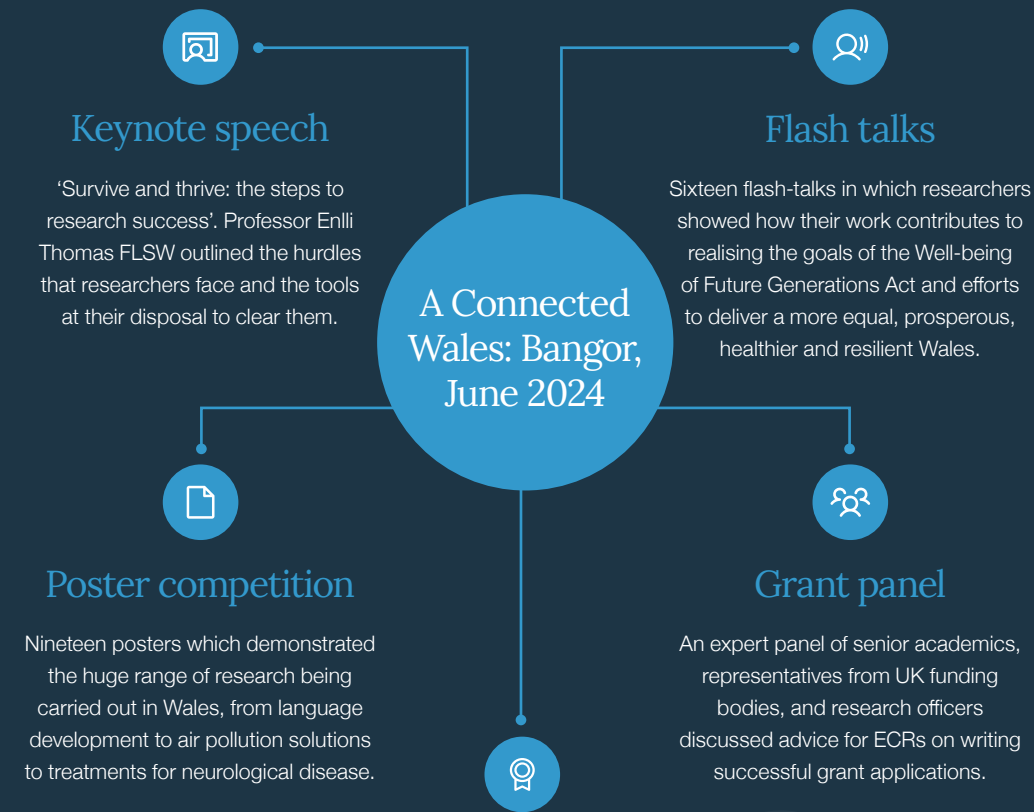 Keynote speech
‘Survive and thrive: the steps to
research success’. Professor Enlli
Thomas FLSW outlined the hurdles
that researchers face and the tools
at their disposal to clear them.
Flash talks
Sixteen flash-talks in which researchers
showed how their work contributes to
realising the goals of the Well-being
of Future Generations Act and efforts
to deliver a more equal, prosperous,
healthier and resilient Wales.
A Connected
Wales: Bangor,
June 2024
Poster competition
Nineteen posters which demonstrated
the huge range of research being
carried out in Wales, from language
development to air pollution solutions
to treatments for neurological disease.
Grant panel
An expert panel of senior academics,
representatives from UK funding
bodies, and research officers
discussed advice for ECRs on writing
successful grant applications.